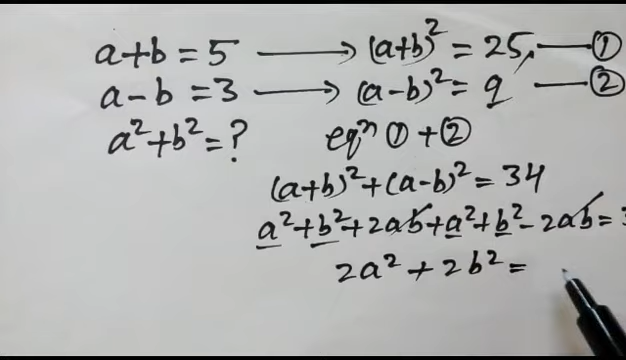 a+b = 5 ⟶ (a+b)² = 25, — ①
a−b = 3 ⟶ (a−b)² = 9 — ②
a²+b² = ? eqⁿ ① + ②
(a+b)²+(a−b)² = 34
a²+b²+2ab+a²+b²−2ab = 3
2a² + 2b² =